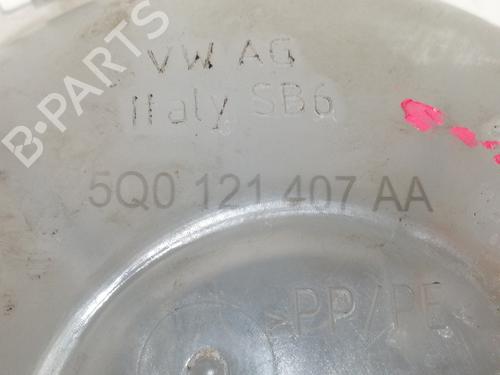 B-PARTS
VW AG
Italy SB6
5Q0 121 407 AA
>PP/PE